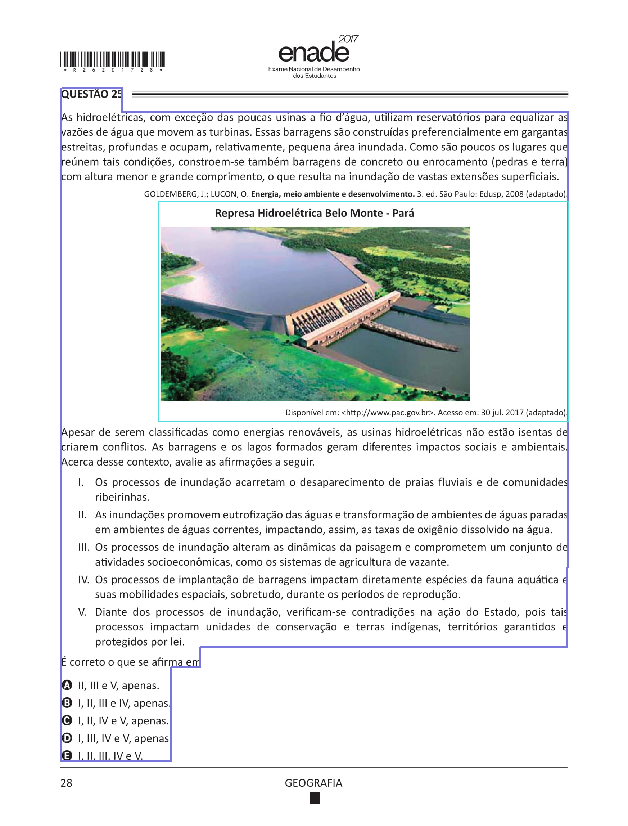 2017
enade
Exame Nacional de Desempenho
dos Estudantes
*R26201728*
QUESTÃO 25
As hidroelétricas, com exceção das poucas usinas a fio d’água, utilizam reservatórios para equalizar as
vazões de água que movem as turbinas. Essas barragens são construídas preferencialmente em gargantas
estreitas, profundas e ocupam, relativamente, pequena área inundada. Como são poucos os lugares que
reúnem tais condições, constroem-se também barragens de concreto ou enrocamento (pedras e terra)
com altura menor e grande comprimento, o que resulta na inundação de vastas extensões superficiais.
GOLDEMBERG, J.; LUCON, O. Energia, meio ambiente e desenvolvimento. 3. ed. São Paulo: Edusp, 2008 (adaptado).
Represa Hidroelétrica Belo Monte - Pará
Disponível em: <http://www.pac.gov.br>. Acesso em: 30 jul. 2017 (adaptado).
Apesar de serem classificadas como energias renováveis, as usinas hidroelétricas não estão isentas de
criarem conflitos. As barragens e os lagos formados geram diferentes impactos sociais e ambientais.
Acerca desse contexto, avalie as afirmações a seguir.
I. Os processos de inundação acarretam o desaparecimento de praias fluviais e de comunidades
ribeirinhas.
II. As inundações promovem eutrofização das águas e transformação de ambientes de águas paradas
em ambientes de águas correntes, impactando, assim, as taxas de oxigênio dissolvido na água.
III. Os processos de inundação alteram as dinâmicas da paisagem e comprometem um conjunto de
atividades socioeconômicas, como os sistemas de agricultura de vazante.
IV. Os processos de implantação de barragens impactam diretamente espécies da fauna aquática e
suas mobilidades espaciais, sobretudo, durante os períodos de reprodução.
V. Diante dos processos de inundação, verificam-se contradições na ação do Estado, pois tais
processos impactam unidades de conservação e terras indígenas, territórios garantidos e
protegidos por lei.
É correto o que se afirma em
A II, III e V, apenas.
B I, II, III e IV, apenas.
C I, II, IV e V, apenas.
D I, III, IV e V, apenas
E I, II, III, IV e V.
28
GEOGRAFIA